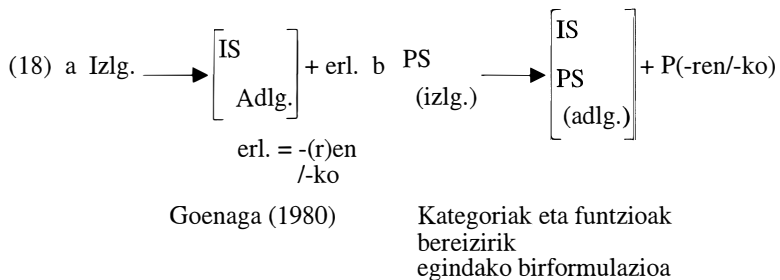 (18) a Izlg. → [IS Adlg.] + erl. b PS (izlg.) → [IS PS (adlg.)] + P(-ren/-ko)
erl. = -(r)en
/-ko
Goenaga (1980)
Kategoriak eta funtzioak
bereizirik
egindako birformulazioa